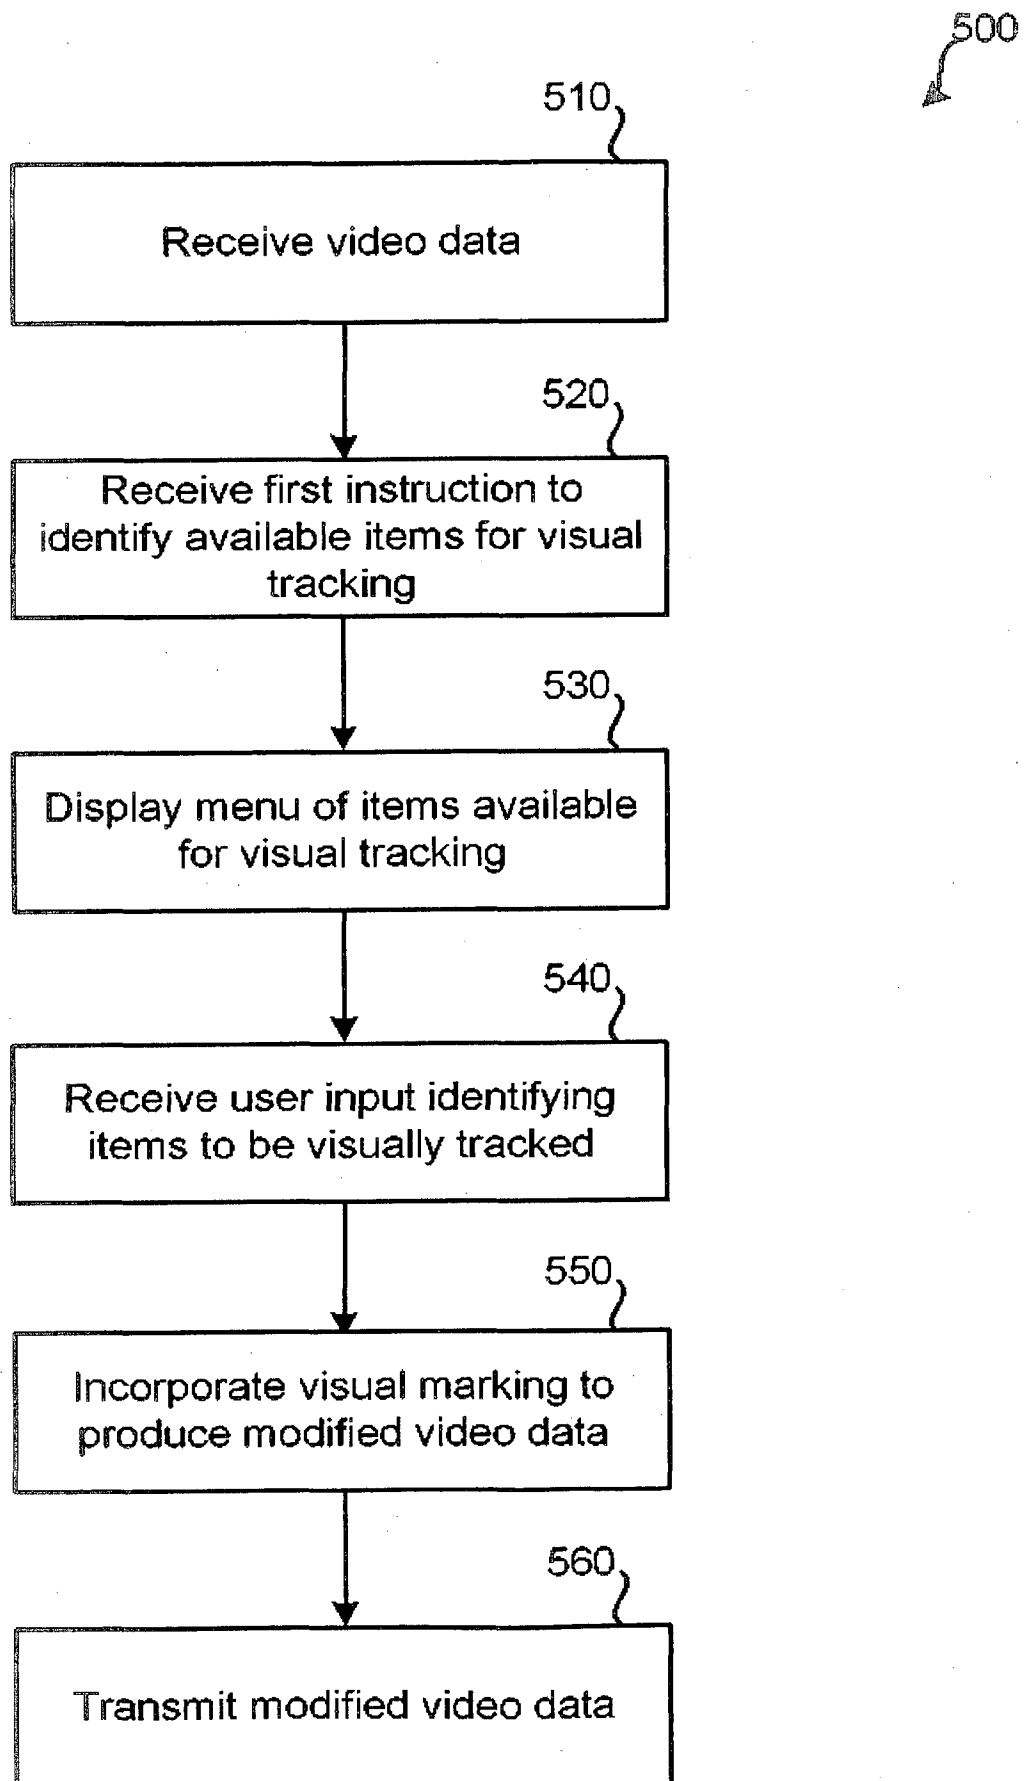 500
510
Receive video data
520
Receive first instruction to
identify available items for visual
tracking
530
Display menu of items available
for visual tracking
540
Receive user input identifying
items to be visually tracked
550
Incorporate visual marking to
produce modified video data
560
Transmit modified video data